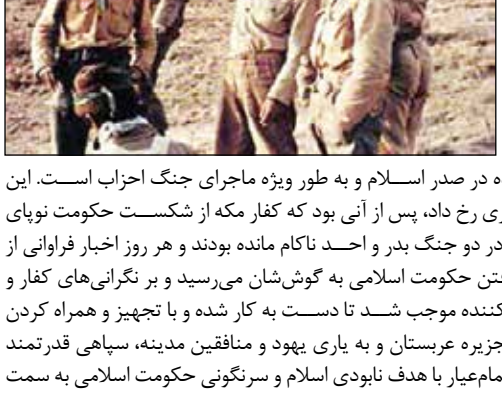 ه در صدر اسلام و به طور ویژه ماجرای جنگ احزاب است. این
ری رخ داد، پس از آنی بود که کفار مکه از شکست حکومت نوپای
در دو جنگ بدر و احد ناکام مانده بودند و هر روز اخبار فراوانی از
فتن حکومت اسلامی به گوش‌شان می‌رسید و بر نگرانی‌های کفار و
کننده موجب شد تا دست به کار شده و با تجهیز و همراه کردن
جزیره عربستان و به یاری یهود و منافقین مدینه، سپاهی قدرتمند
مام‌عیار با هدف نابودی اسلام و سرنگونی حکومت اسلامی به سمت